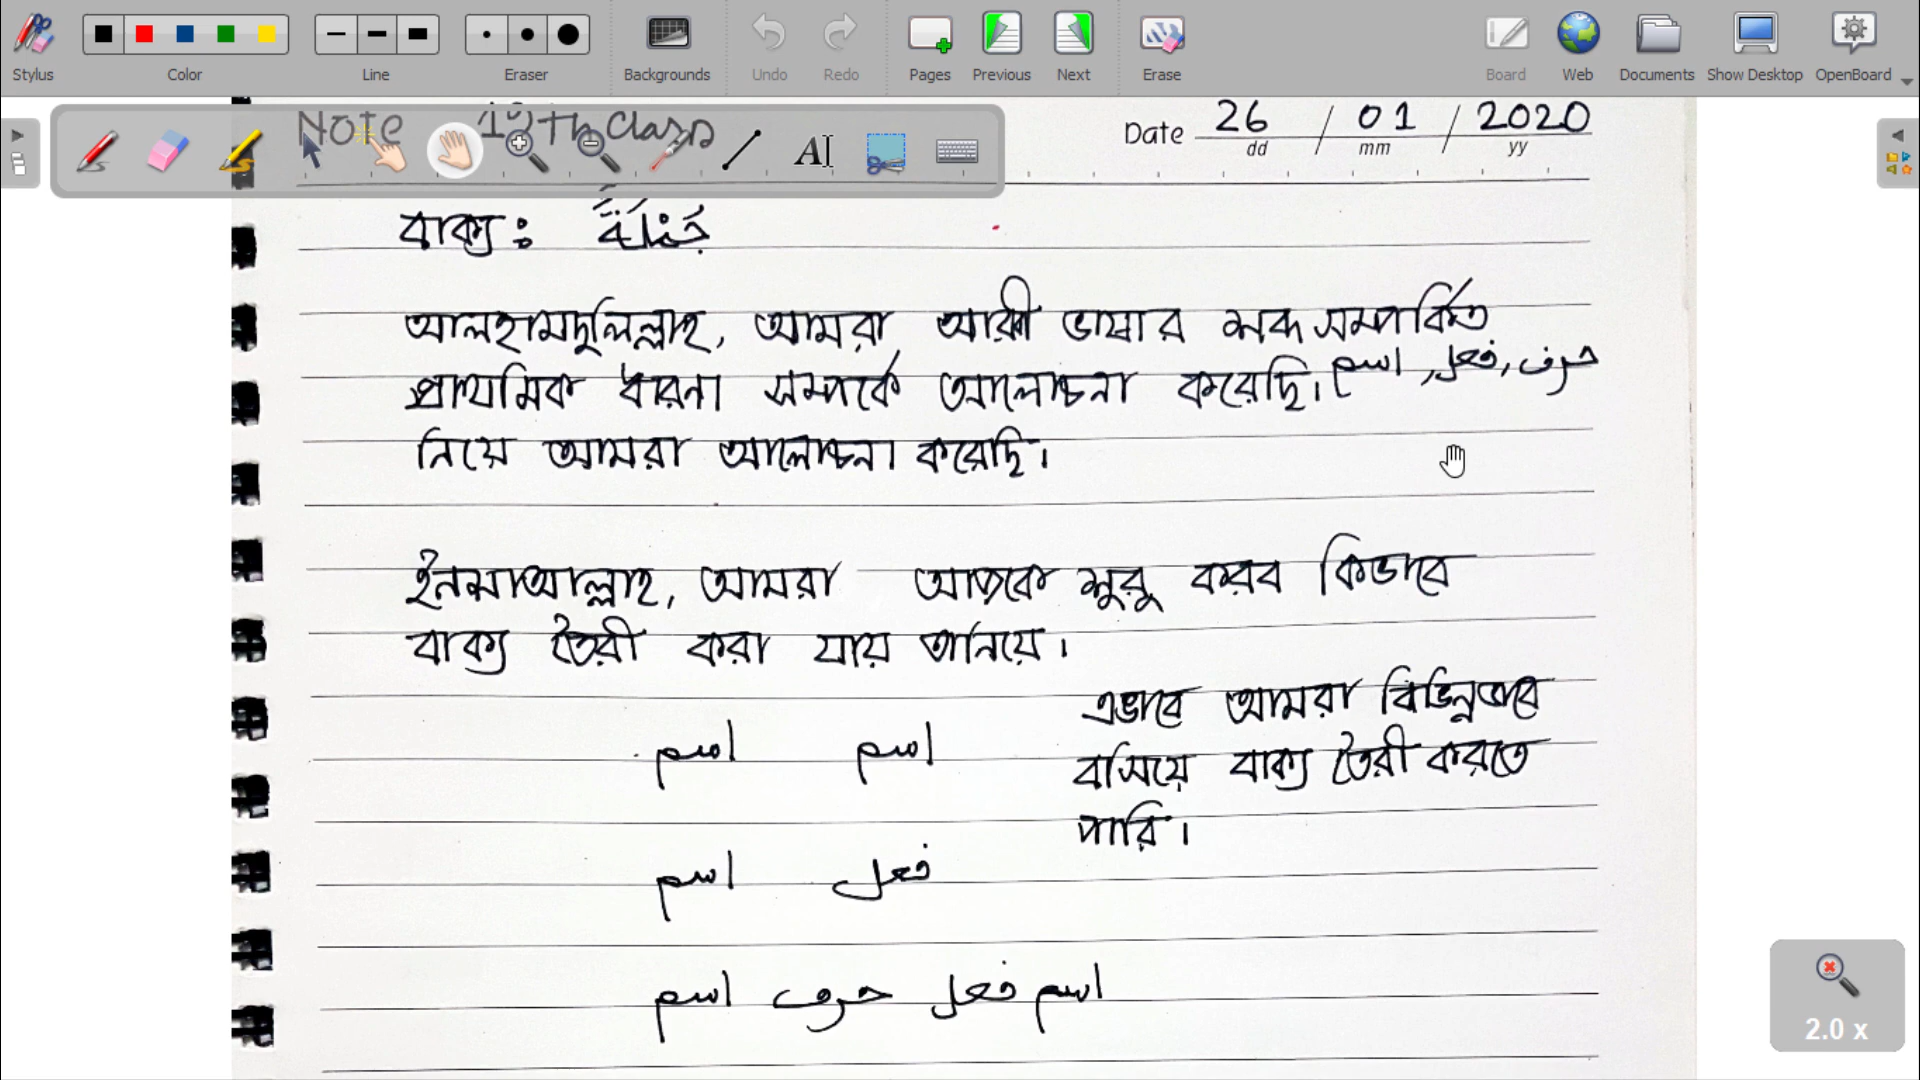 Stylus
Color
Line
Eraser
Backgrounds
Undo
Redo
Pages
Previous
Next
Erase
Board
Web
Documents
Show Desktop
OpenBoard
Note Class
Date 26 / 01 / 2020
dd mm yy
বাক্য : جُمْلَةٌ
আলহামদুলিল্লাহ, আমরা আরবী ভাষার শব্দ সম্পর্কিত
প্রাথমিক ধারনা সম্পর্কে আলোচনা করেছি। اسم, فعل, حرف
নিয়ে আমরা আলোচনা করেছি।
ইনশাআল্লাহ, আমরা আজকে শুরু করব কিভাবে
বাক্য তৈরী করা যায় তানিয়ে।
اسم اسم
এভাবে আমরা বিভিন্নভাবে
বসিয়ে বাক্য তৈরী করতে
পারি।
فعل اسم
اسم فعل حرف اسم
2.0 x